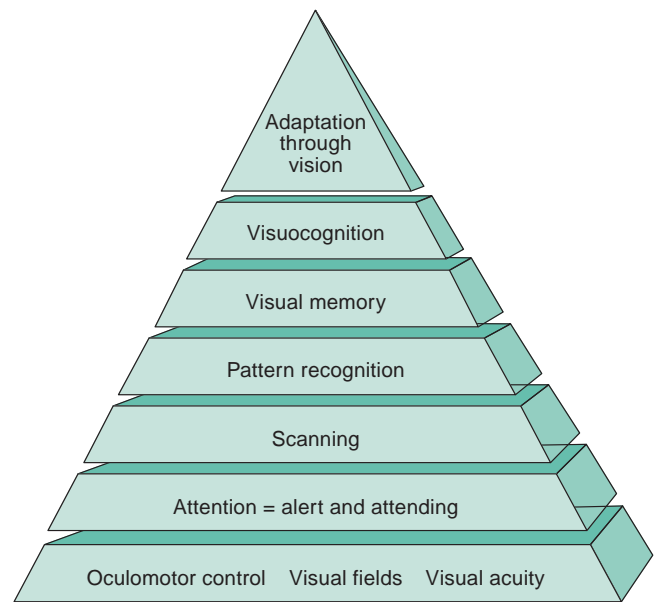 Adaptation
through
vision
Visuocognition
Visual memory
Pattern recognition
Scanning
Attention = alert and attending
Oculomotor control Visual fields Visual acuity